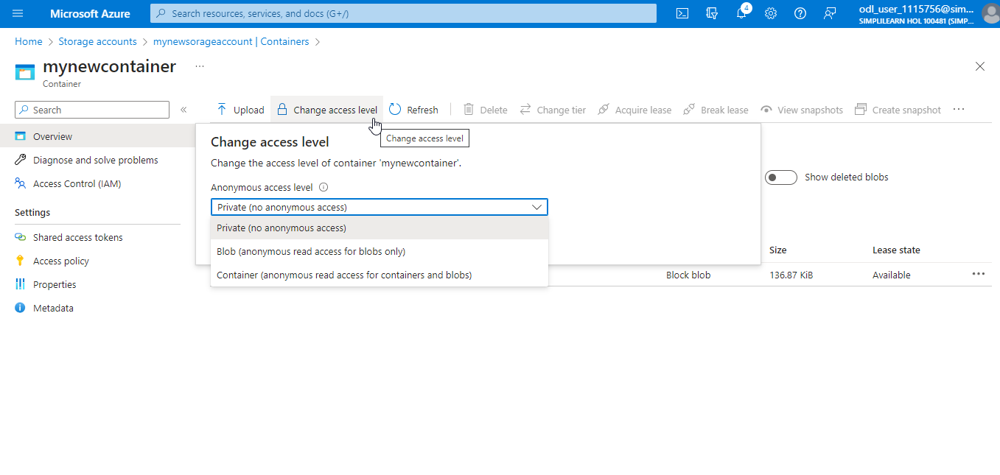 Microsoft Azure
Search resources, services, and docs (G+/)
4
odl_user_1115756@sim...
SIMPLILEARN HOL 100481 (SIMP...
Home > Storage accounts > mynewsorageaccount | Containers >
mynewcontainer ...
Container
Search
«
Upload
Change access level
Refresh
Delete
Change tier
Acquire lease
Break lease
View snapshots
Create snapshot
...
Overview
Diagnose and solve problems
Access Control (IAM)
Settings
Shared access tokens
Access policy
Properties
Metadata
Change access level
Change access level
Change the access level of container 'mynewcontainer'.
Anonymous access level
Private (no anonymous access)
Private (no anonymous access)
Blob (anonymous read access for blobs only)
Container (anonymous read access for containers and blobs)
Show deleted blobs
Size
Lease state
Block blob
136.87 KiB
Available
...